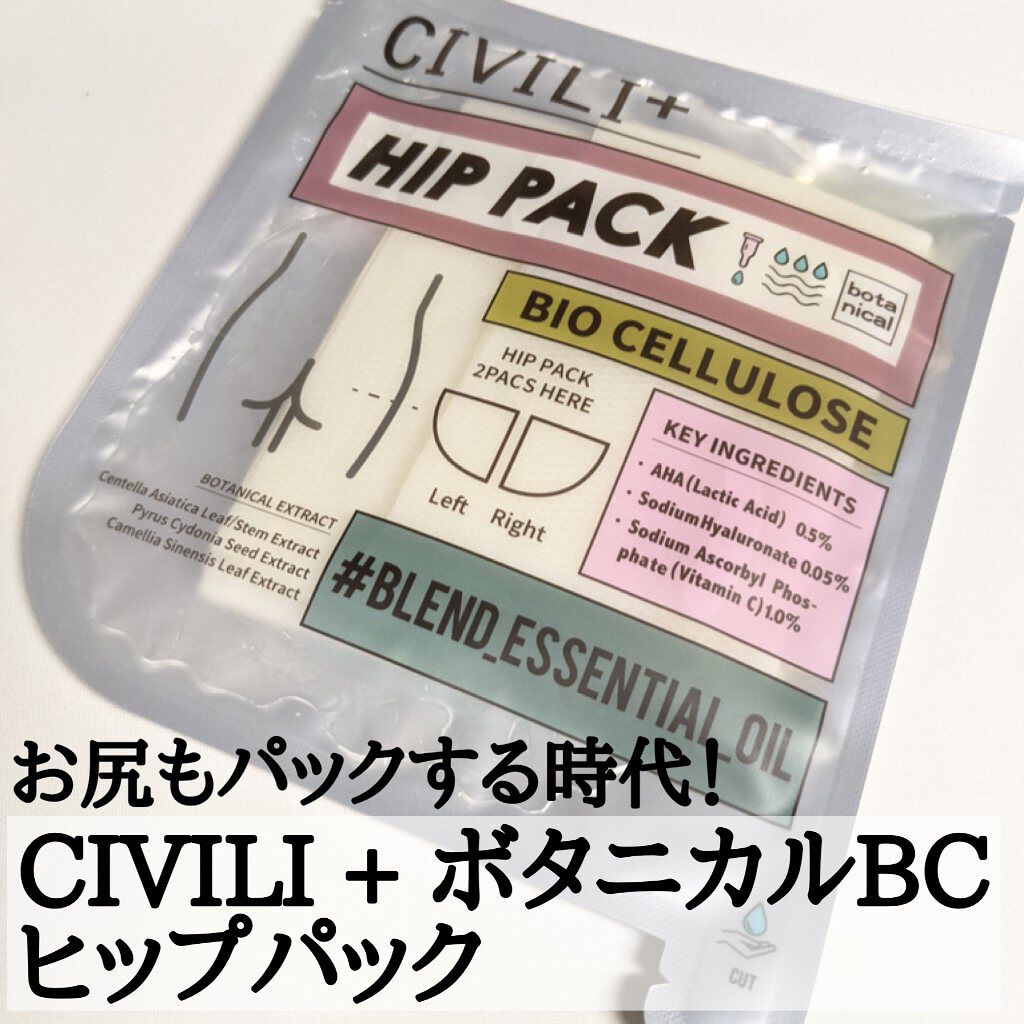 CIVILI+
HIP PACK
bota
nical
BIO CELLULOSE
HIP PACK
2PACS HERE
Left Right
KEY INGREDIENTS
・AHA (Lactic Acid) 0.5%
・Sodium Hyaluronate 0.05%
・Sodium Ascorbyl Phos-
phate (Vitamin C) 1.0%
BOTANICAL EXTRACT
Centella Asiatica Leaf/Stem Extract
Pyrus Cydonia Seed Extract
Camellia Sinensis Leaf Extract
#BLEND_ESSENTIAL_OIL
お尻もパックする時代!
CIVILI + ボタニカルBC
ヒップパック
CUT